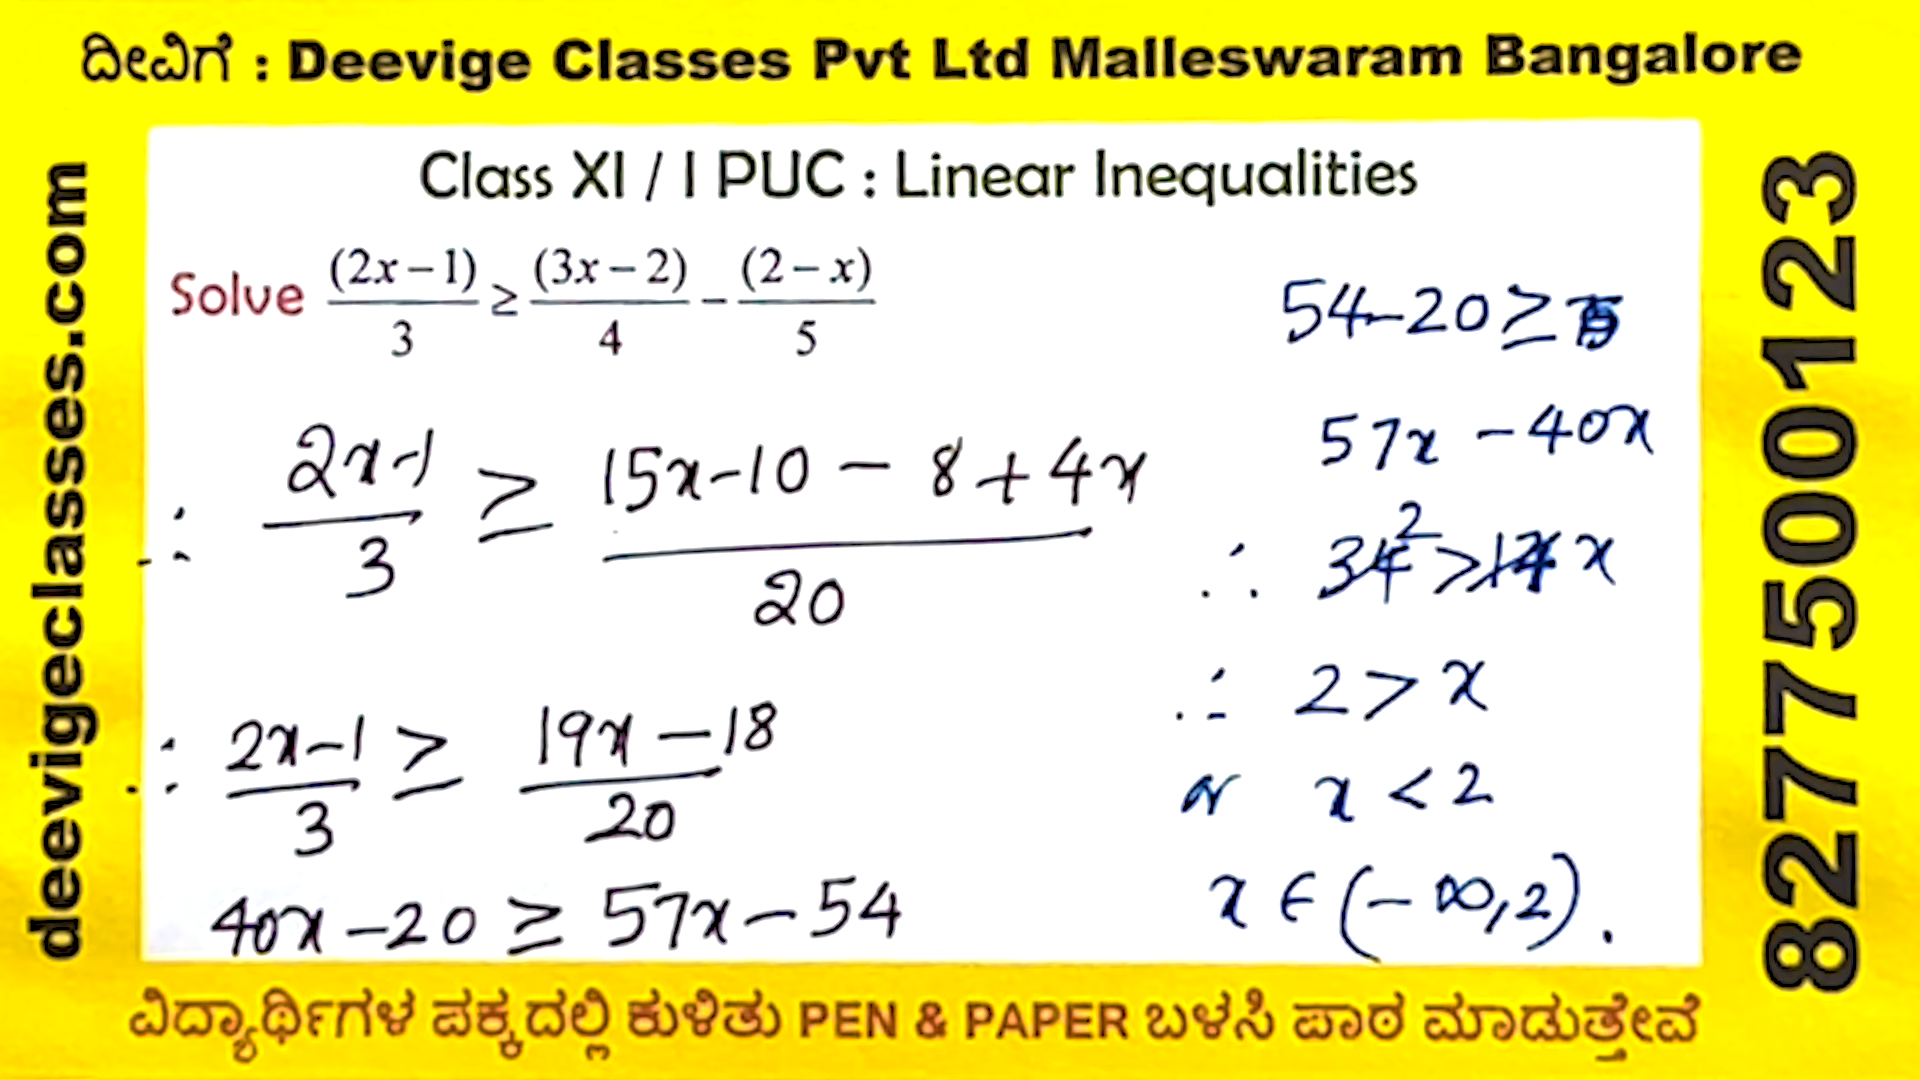 ದೀವಿಗೆ : Deevige Classes Pvt Ltd Malleswaram Bangalore
deevigeclasses.com
Class XI / I PUC : Linear Inequalities
Solve (2x – 1)/3 ≥ (3x – 2)/4 – (2 – x)/5
∴ (2x-1)/3 ≥ (15x-10 – 8 + 4x)/20
∴ (2x-1)/3 ≥ (19x – 18)/20
40x – 20 ≥ 57x – 54
54-20 ≥
57x - 40x
∴ 34 2 > 17 x
∴ 2 > x
or x < 2
x ∈ (-∞,2).
8277500123
ವಿದ್ಯಾರ್ಥಿಗಳ ಪಕ್ಕದಲ್ಲಿ ಕುಳಿತು PEN & PAPER ಬಳಸಿ ಪಾಠ ಮಾಡುತ್ತೇವೆ